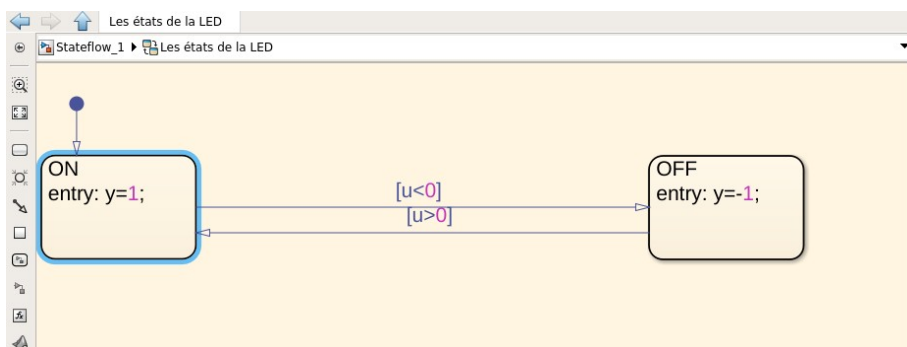 Les états de la LED
Stateflow_1 Les états de la LED
ON
entry: y=1;
[u<0]
[u>0]
OFF
entry: y=-1;